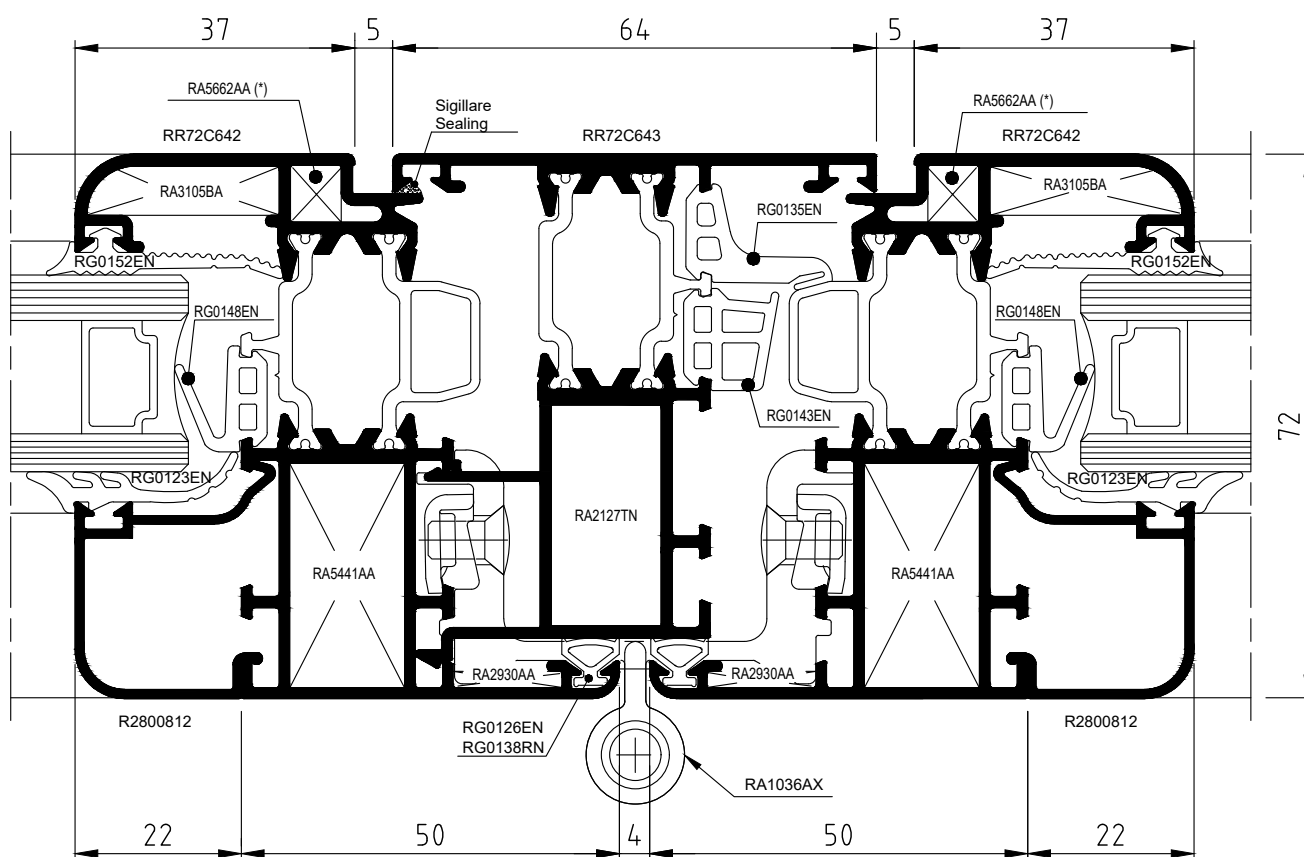 37 5 64 5 37
RA5662AA (*)
Sigillare
Sealing
RA5662AA (*)
RR72C642
RR72C643
RR72C642
RA3105BA
RA3105BA
RG0135EN
RG0152EN
RG0152EN
RG0148EN
RG0148EN
RG0143EN
72
RG0123EN
RG0123EN
RA2127TN
RA5441AA
RA5441AA
RA2930AA
RA2930AA
R2800812
RG0126EN
RG0138RN
R2800812
RA1036AX
22 50 4 50 22